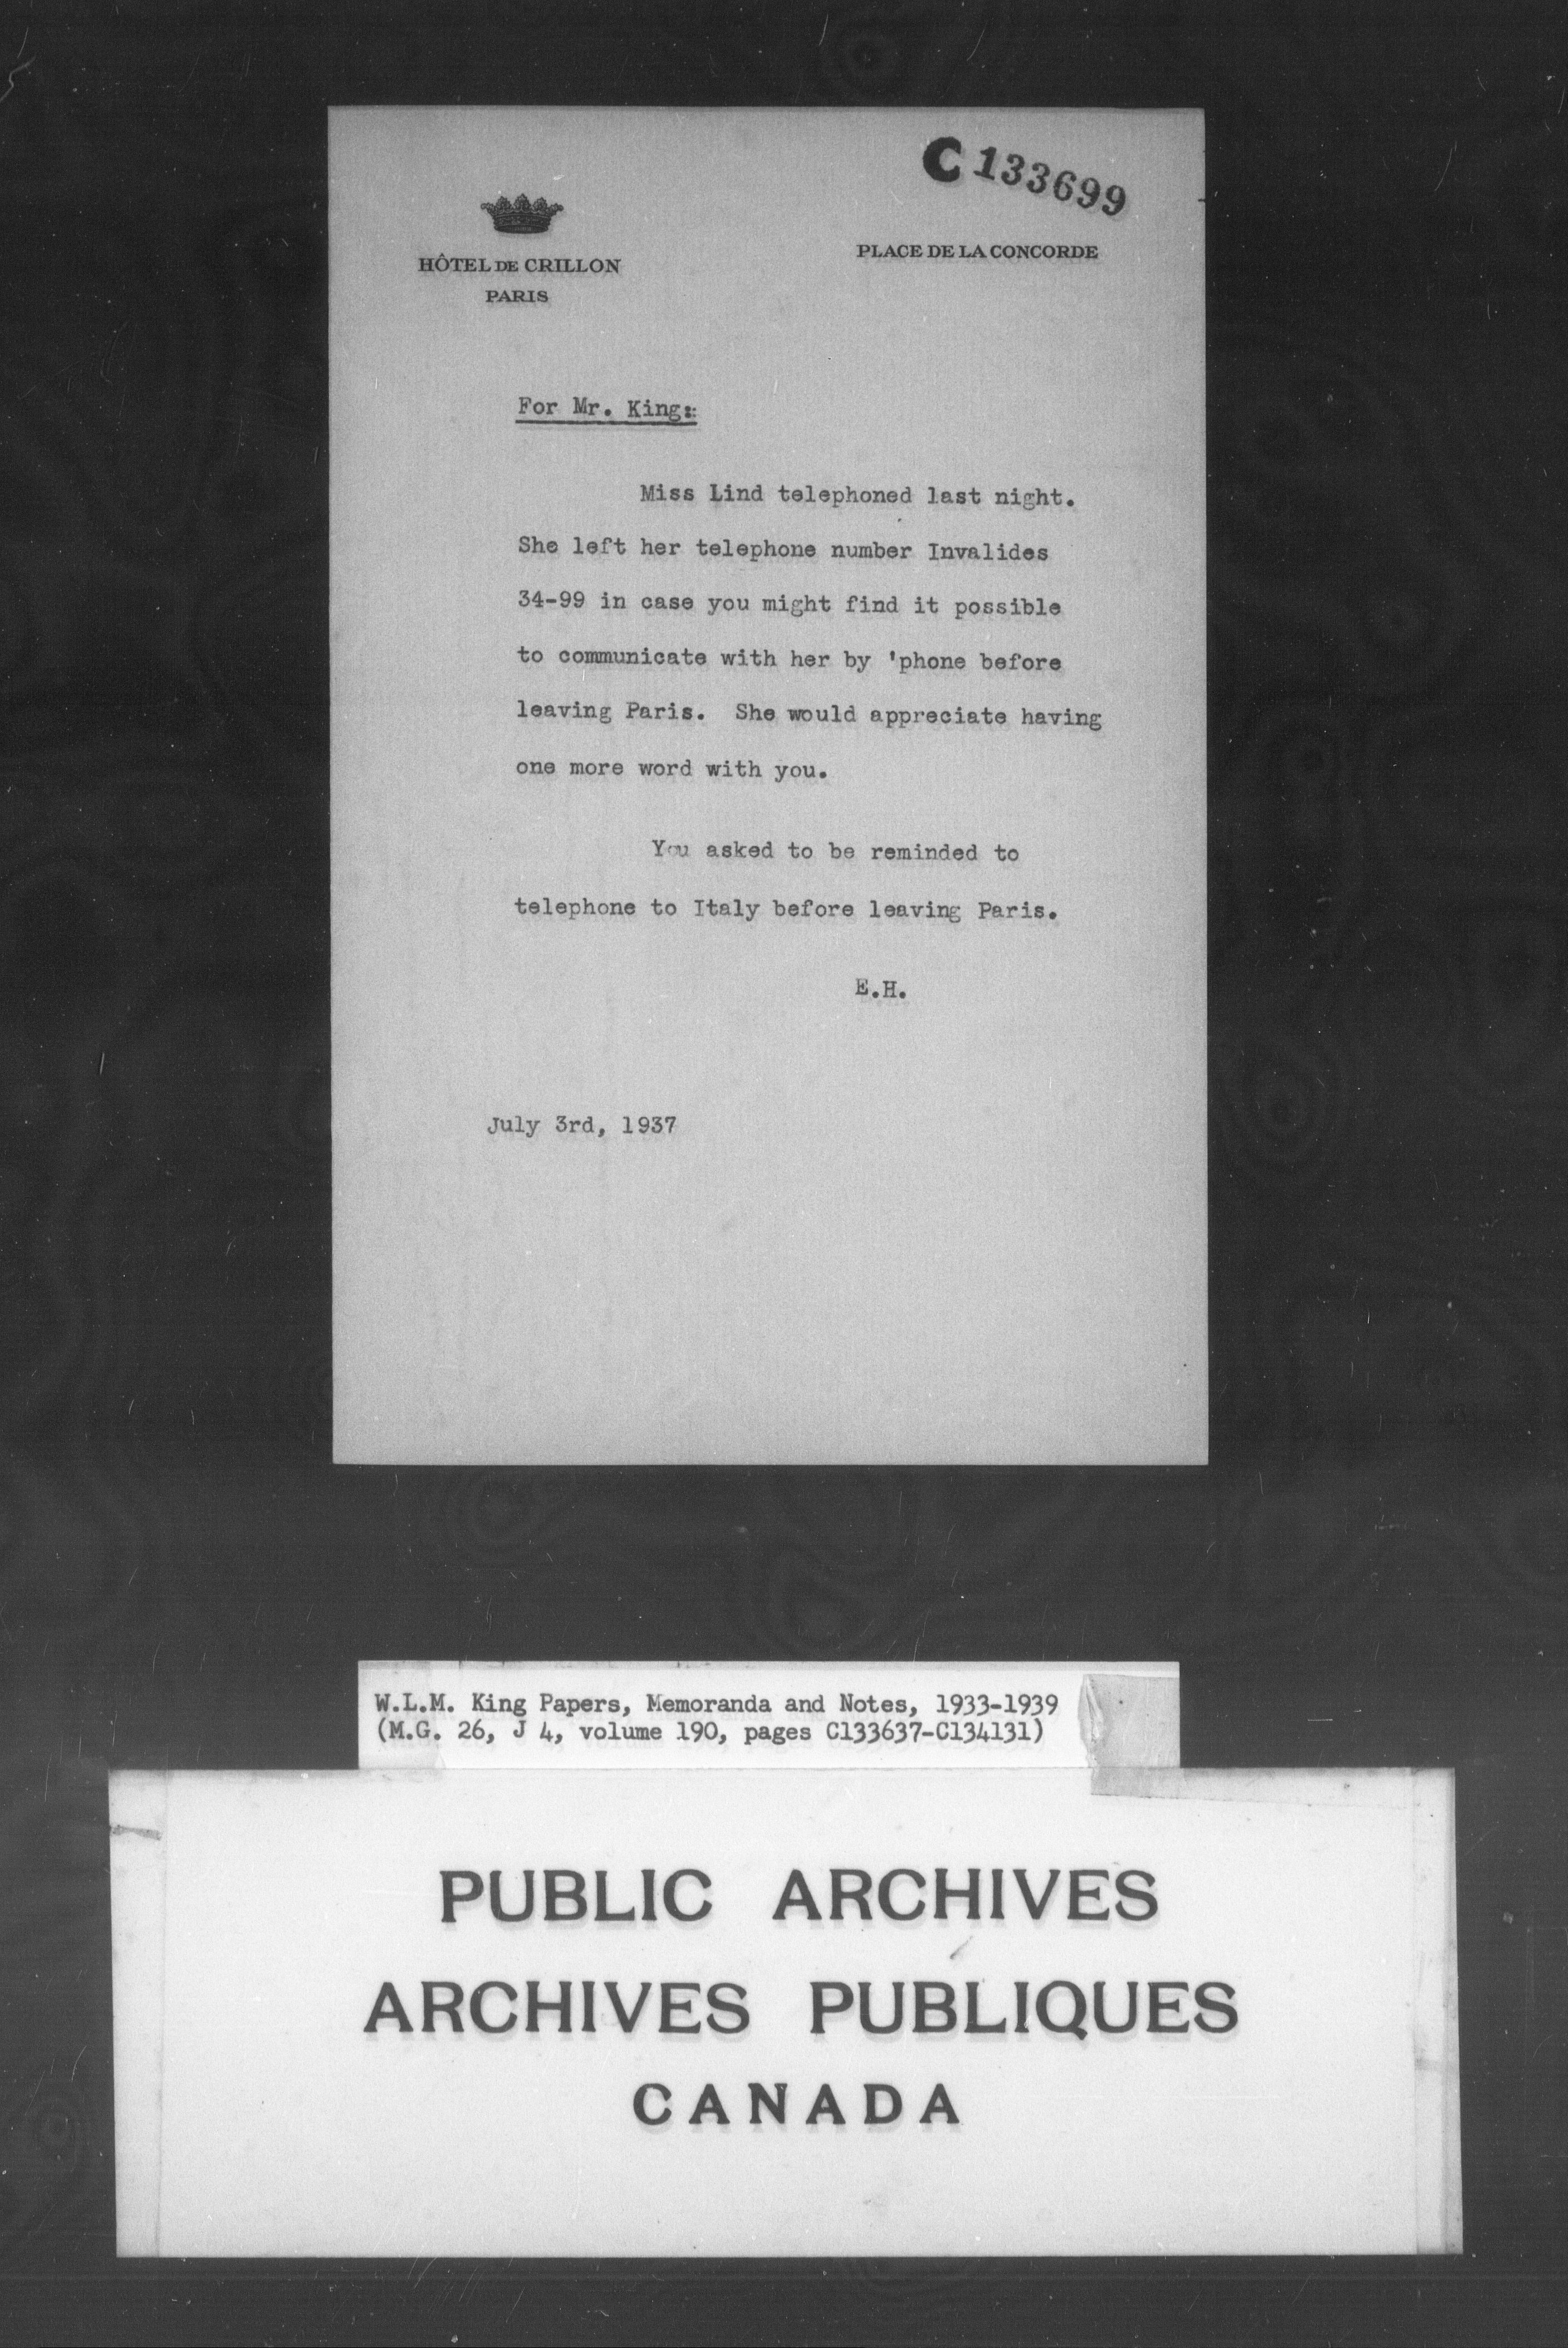 C 133699
HÔTEL DE CRILLON
PARIS
PLACE DE LA CONCORDE
For Mr. King::
Miss Lind telephoned last night.
She left her telephone number Invalides
34-99 in case you might find it possible
to communicate with her by 'phone before
leaving Paris. She would appreciate having
one more word with you.
You asked to be reminded to
telephone to Italy before leaving Paris.
E.H.
July 3rd, 1937
W.L.M. King Papers, Memoranda and Notes, 1933-1939
(M.G. 26, J 4, volume 190, pages C133637-C134131)
PUBLIC ARCHIVES
ARCHIVES PUBLIQUES
CANADA